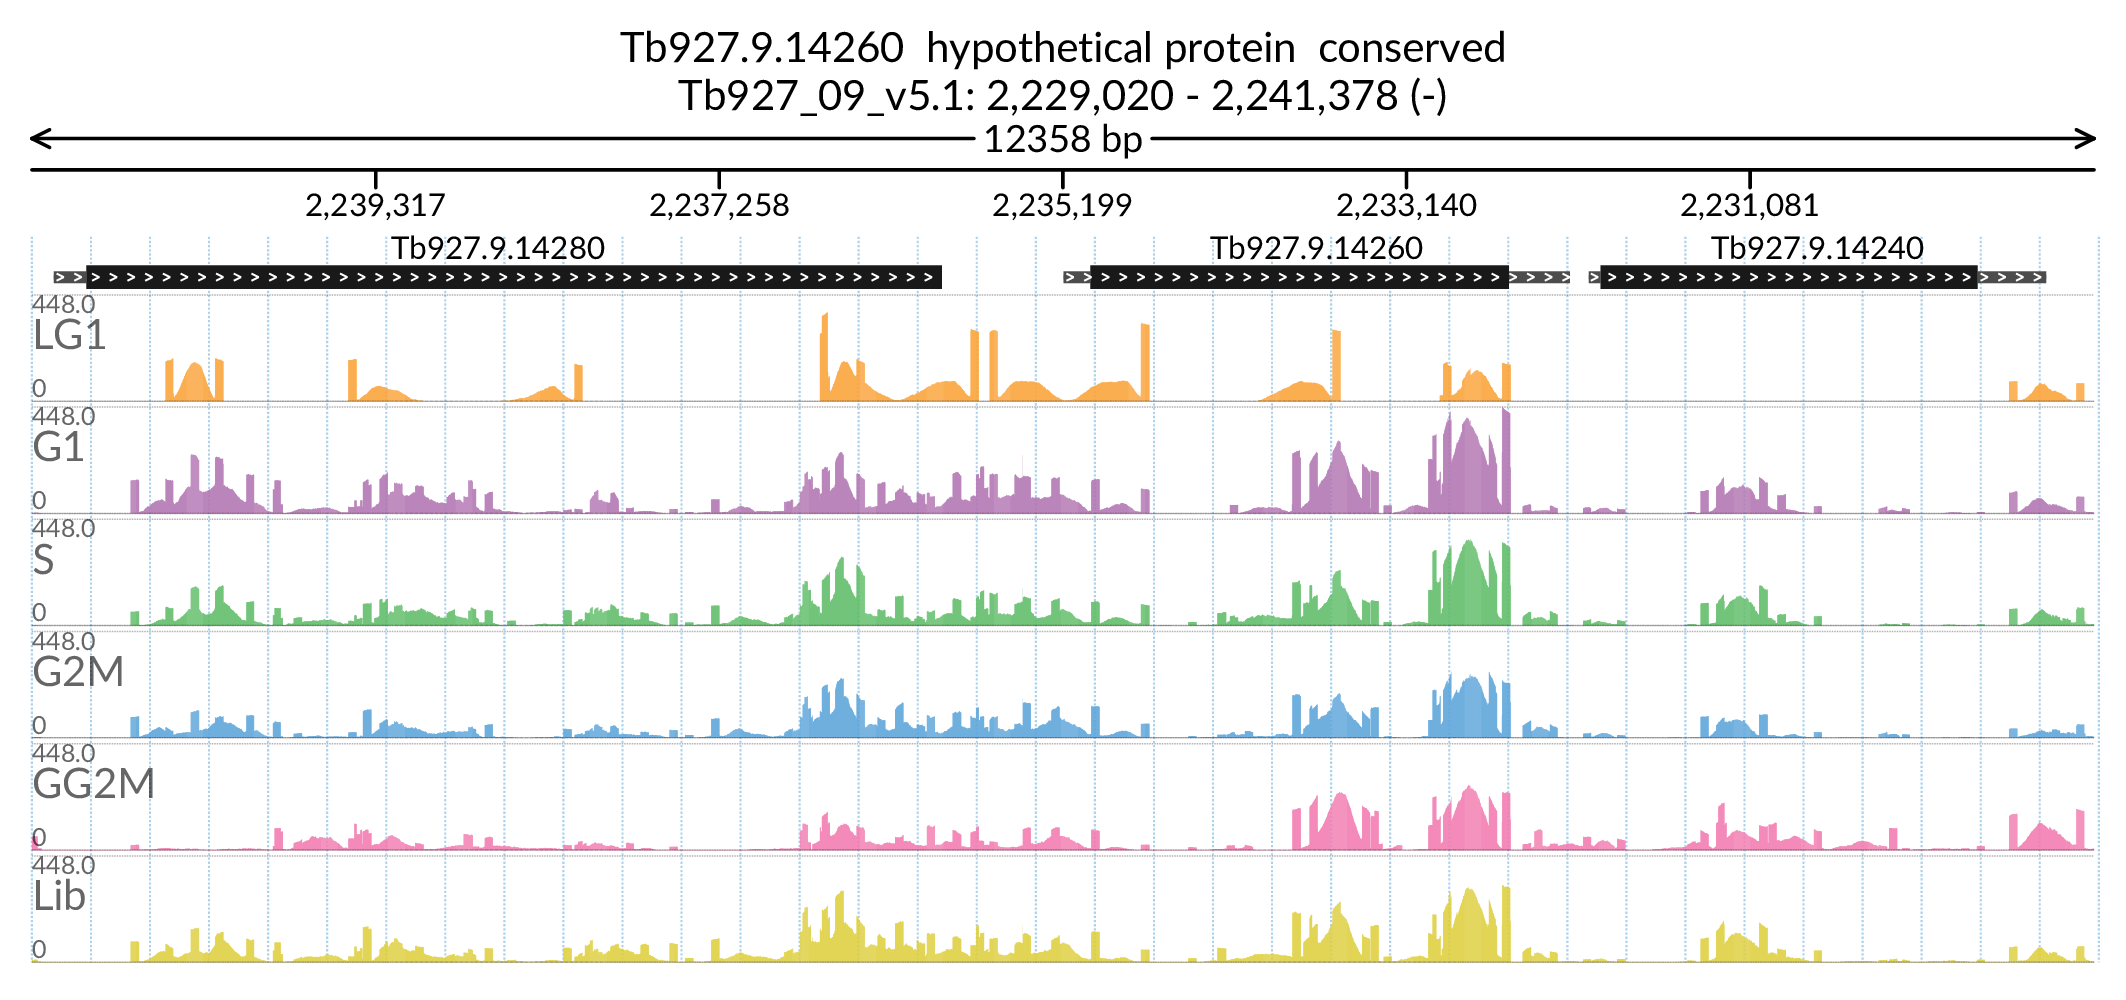 Tb927.9.14260 hypothetical protein conserved
Tb927_09_v5.1: 2,229,020 - 2,241,378 (-)
12358 bp
2,239,317 2,237,258 2,235,199 2,233,140 2,231,081
Tb927.9.14280 Tb927.9.14260 Tb927.9.14240
448.0
LG1
0
448.0
G1
0
448.0
S
0
448.0
G2M
0
448.0
GG2M
0
448.0
Lib
0